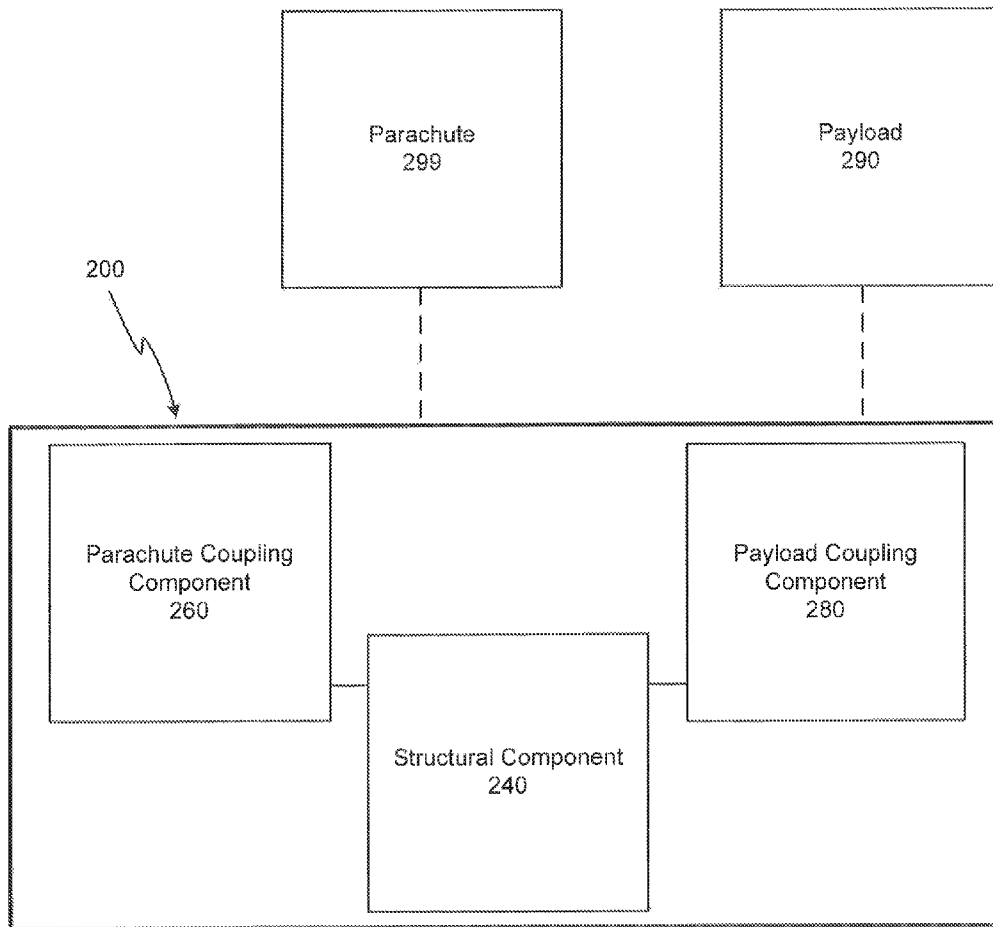 Parachute
299
Payload
290
200
Parachute Coupling
Component
260
Payload Coupling
Component
280
Structural Component
240